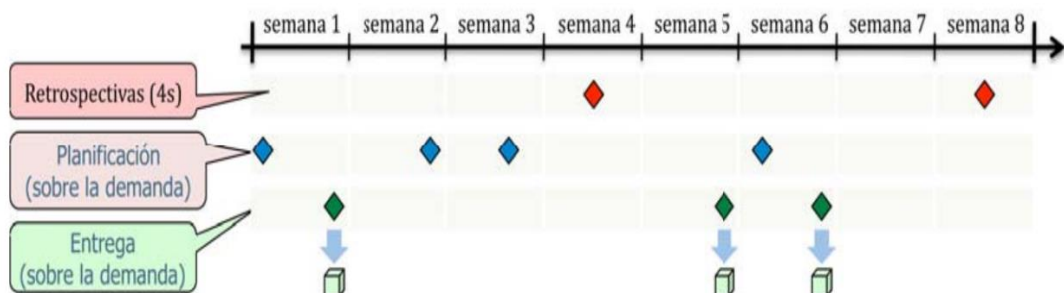 semana 1 semana 2 semana 3 semana 4 semana 5 semana 6 semana 7 semana 8
Retrospectivas (4s)
Planificación
(sobre la demanda)
Entrega
(sobre la demanda)